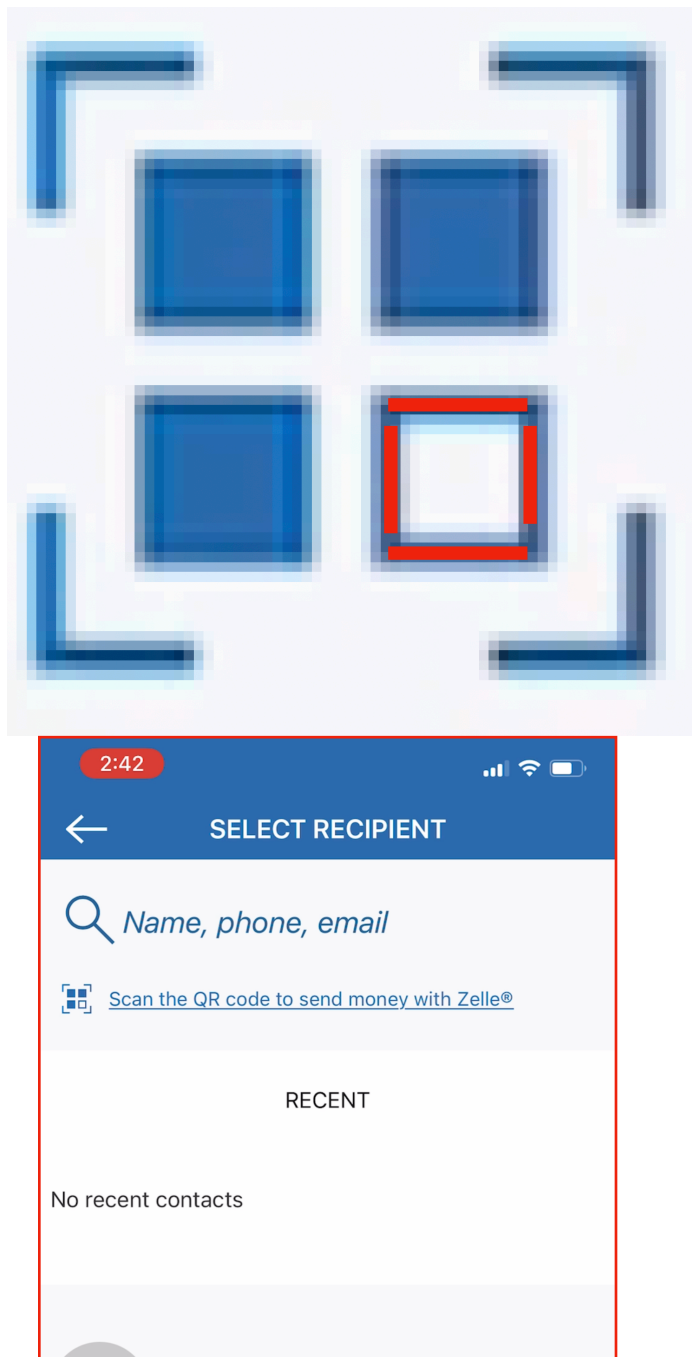 2:42
SELECT RECIPIENT
Name, phone, email
Scan the QR code to send money with Zelle®
RECENT
No recent contacts